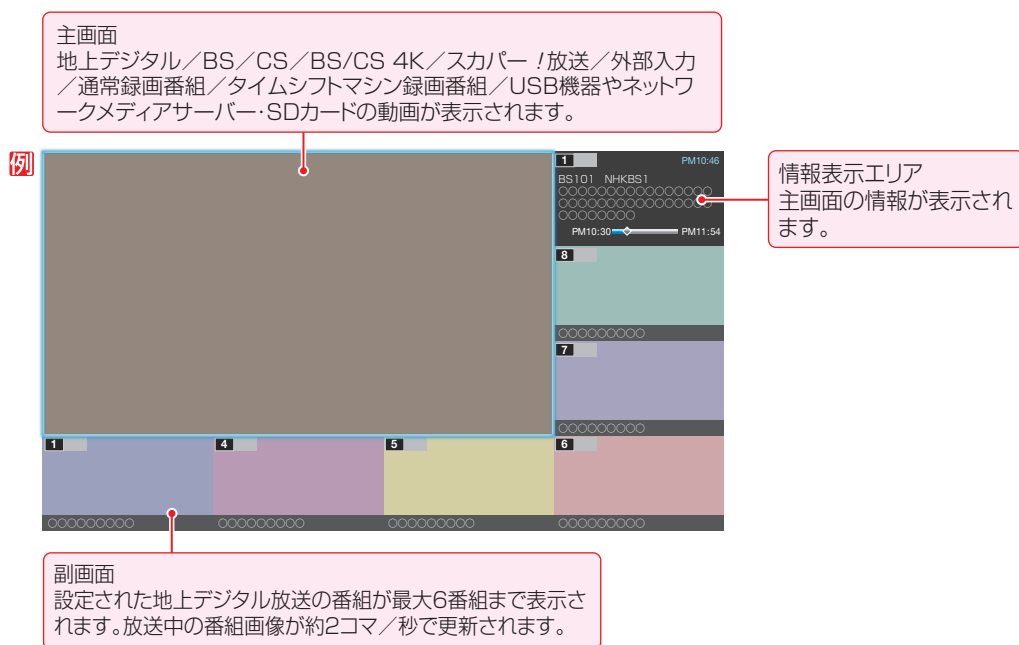 主画面
地上デジタル／BS／CS／BS/CS 4K／スカパー！放送／外部入力
／通常録画番組／タイムシフトマシン録画番組／USB機器やネットワ
ークメディアサーバー・SDカードの動画が表示されます。
例
1 PM10:46
BS101 NHKBS1
○○○○○○○○○○○○○○○○
○○○○○○○○○○○○○○○○
○○○○○○○○
PM10:30 PM11:54
情報表示エリア
主画面の情報が表示され
ます。
8
○○○○○○○○○
7
○○○○○○○○○
1 4 5 6
○○○○○○○○○ ○○○○○○○○○ ○○○○○○○○○ ○○○○○○○○○
副画面
設定された地上デジタル放送の番組が最大6番組まで表示さ
れます。放送中の番組画像が約2コマ／秒で更新されます。